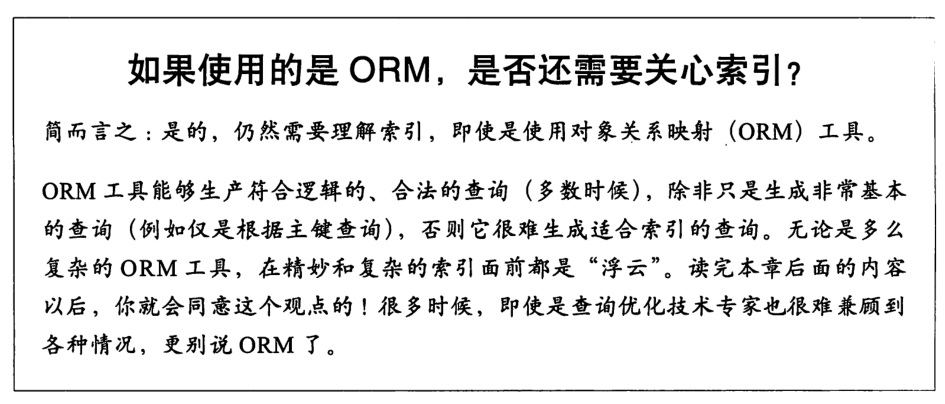 如果使用的是 ORM，是否还需要关心索引？
简而言之：是的，仍然需要理解索引，即使是使用对象关系映射（ORM）工具。
ORM 工具能够生产符合逻辑的、合法的查询（多数时候），除非只是生成非常基本
的查询（例如仅是根据主键查询），否则它很难生成适合索引的查询。无论是多么
复杂的 ORM 工具，在精妙和复杂的索引面前都是“浮云”。读完本章后面的内容
以后，你就会同意这个观点的！很多时候，即使是查询优化技术专家也很难兼顾到
各种情况，更别说 ORM 了。